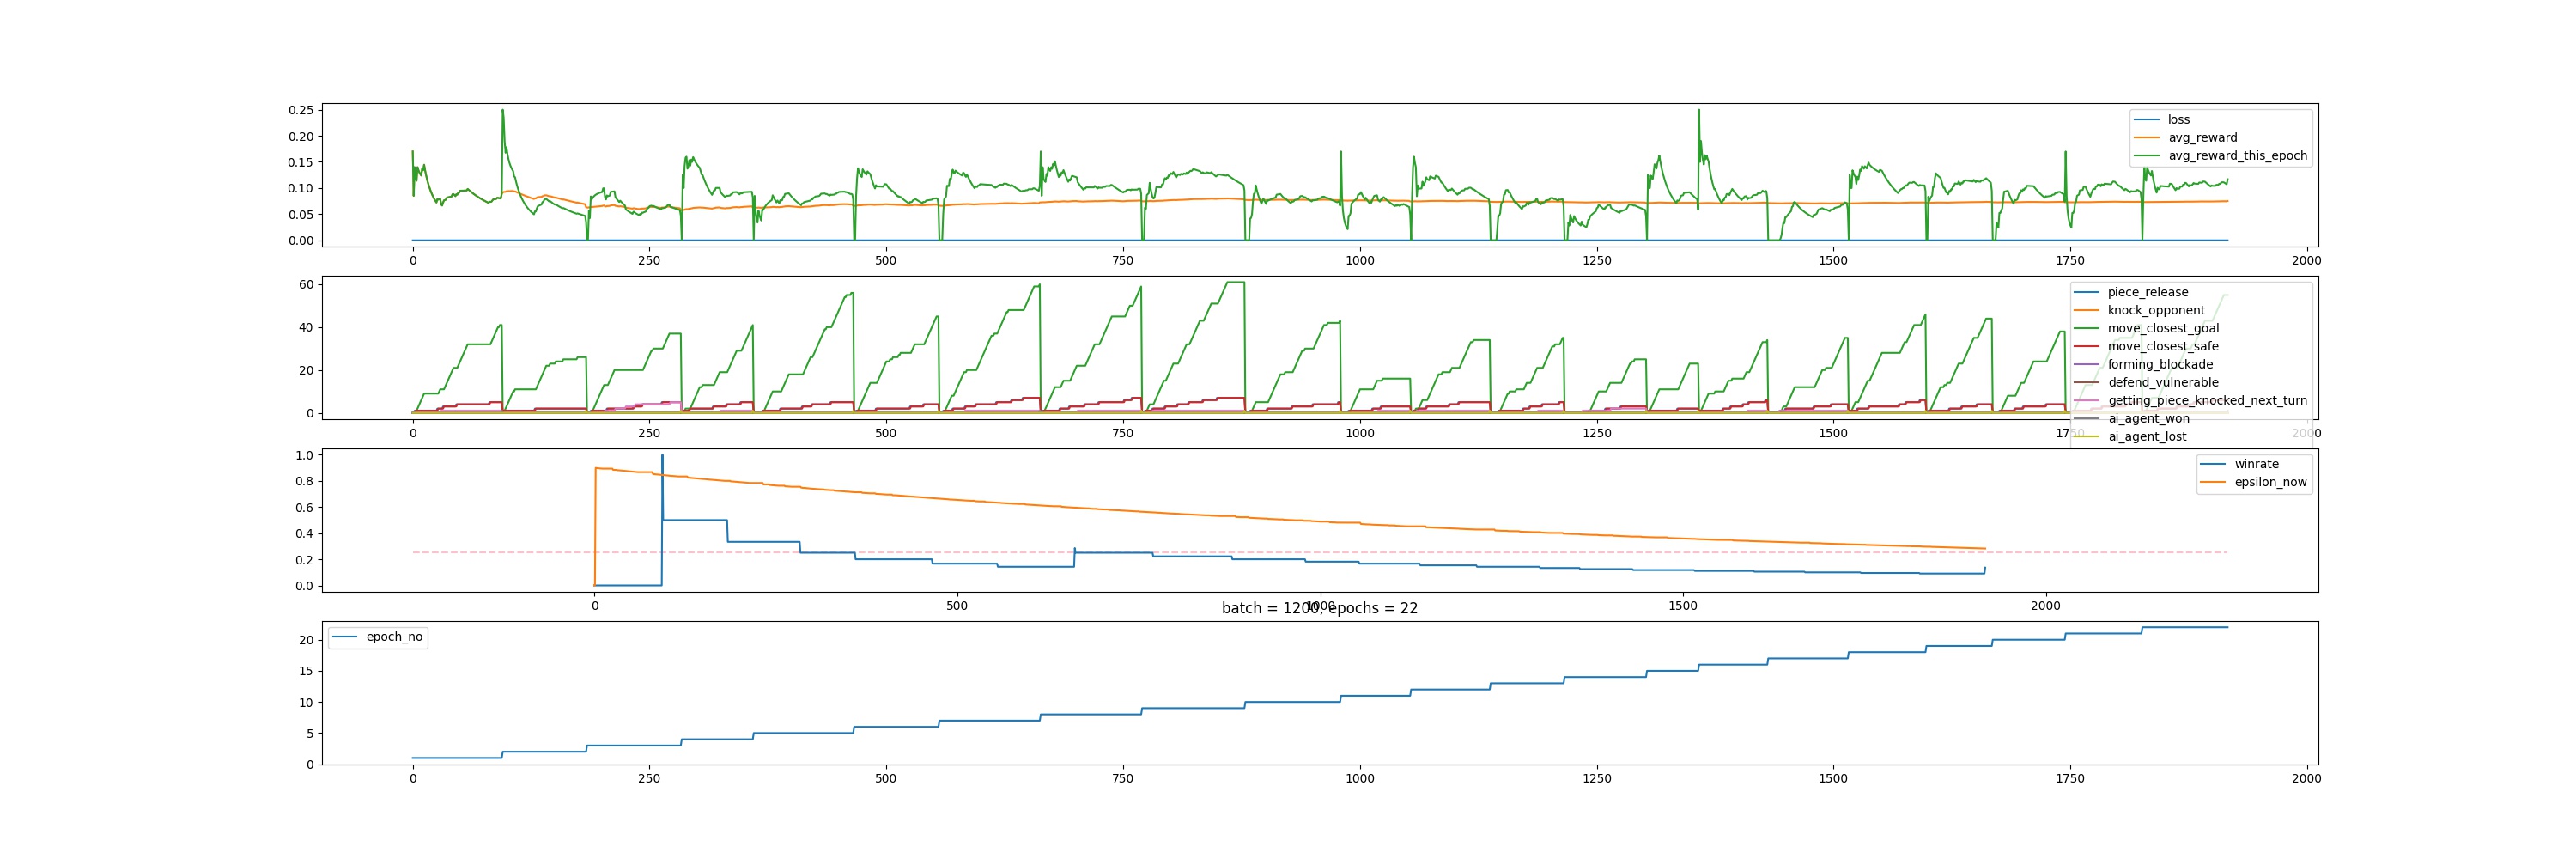 0.25
0.20
0.15
0.10
0.05
0.00
loss
avg_reward
avg_reward_this_epoch
0 250 500 750 1000 1250 1500 1750 2000
60
40
20
0
piece_release
knock_opponent
move_closest_goal
move_closest_safe
forming_blockade
defend_vulnerable
getting_piece_knocked_next_turn
ai_agent_won
ai_agent_lost
0 250 500 750 1000 1250 1500 1750 2000
1.0
0.8
0.6
0.4
0.2
0.0
winrate
epsilon_now
0 500 1000 1500 2000
batch = 1200, epochs = 22
20
15
10
5
0
epoch_no
0 250 500 750 1000 1250 1500 1750 2000